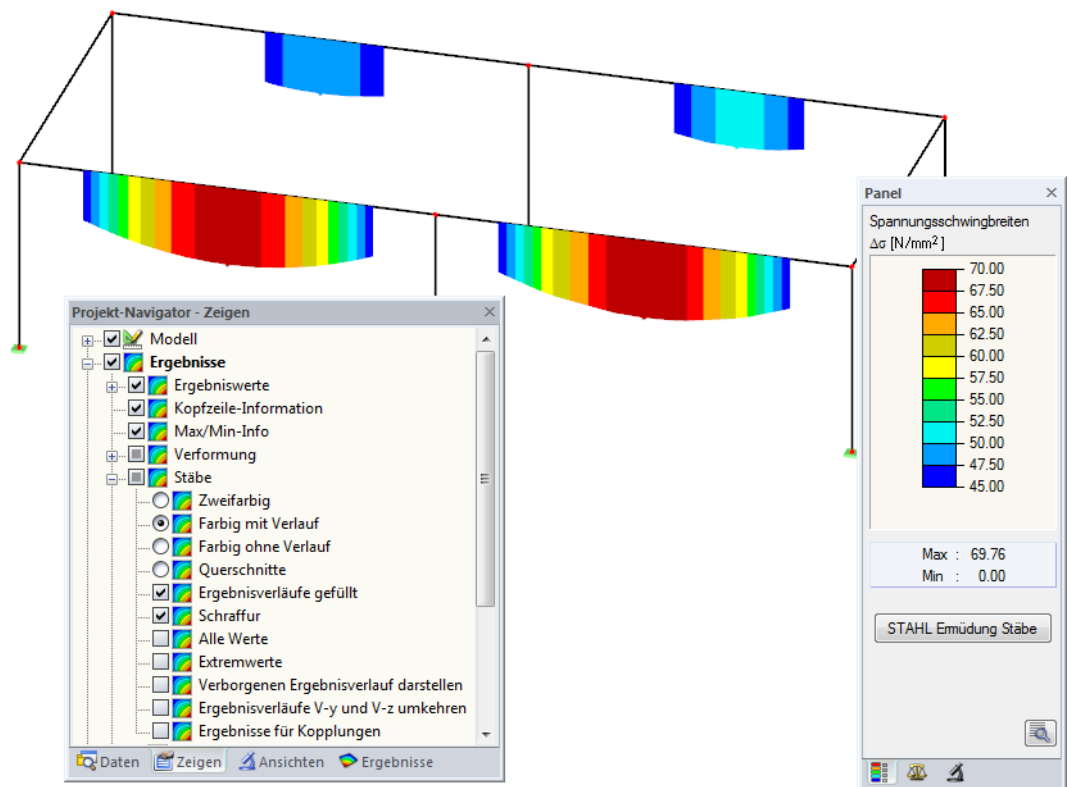 Projekt-Navigator - Zeigen
Modell
Ergebnisse
Ergebniswerte
Kopfzeile-Information
Max/Min-Info
Verformung
Stäbe
Zweifarbig
Farbig mit Verlauf
Farbig ohne Verlauf
Querschnitte
Ergebnisverläufe gefüllt
Schraffur
Alle Werte
Extremwerte
Verborgenen Ergebnisverlauf darstellen
Ergebnisverläufe V-y und V-z umkehren
Ergebnisse für Kopplungen
Daten Zeigen Ansichten Ergebnisse
Panel
Spannungsschwingbreiten
Δσ [N/mm²]
70.00
67.50
65.00
62.50
60.00
57.50
55.00
52.50
50.00
47.50
45.00
Max : 69.76
Min : 0.00
STAHL Ermüdung Stäbe